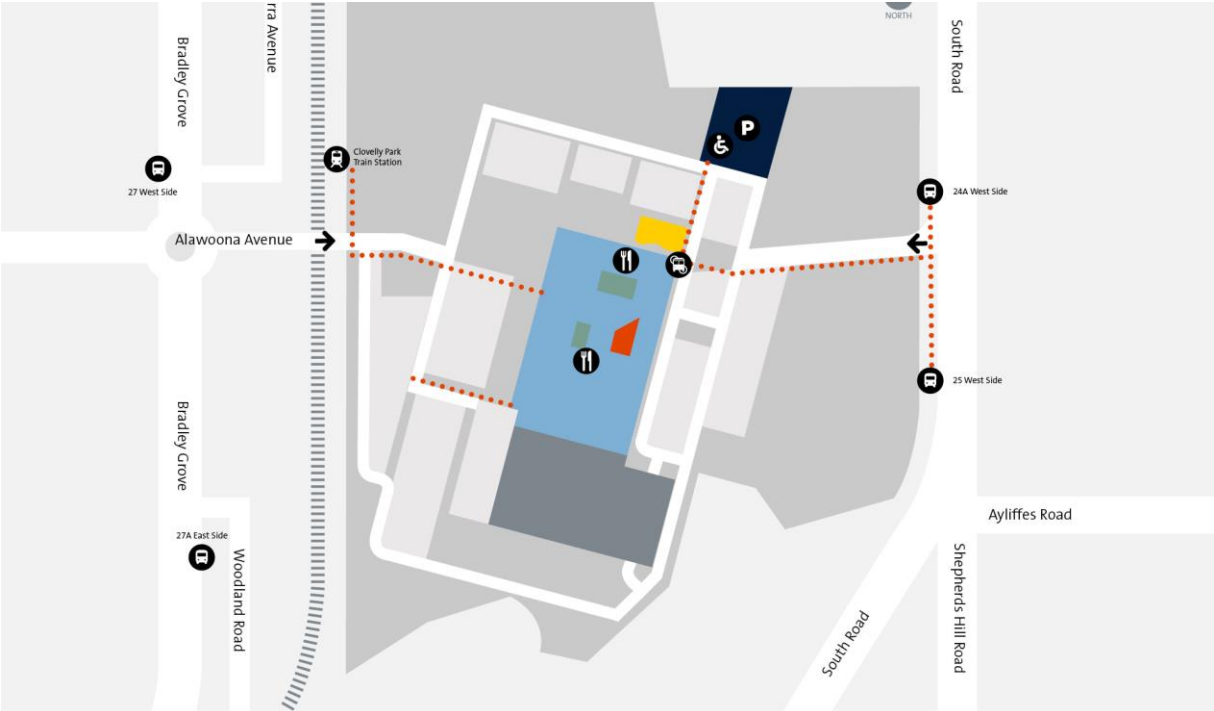 rra Avenue
NORTH
South Road
Bradley Grove
Clovelly Park
Train Station
P
27 West Side
24A West Side
Alawoona Avenue
25 West Side
Bradley Grove
Ayliffes Road
27A East Side
Woodland Road
Shepherds Hill Road
South Road